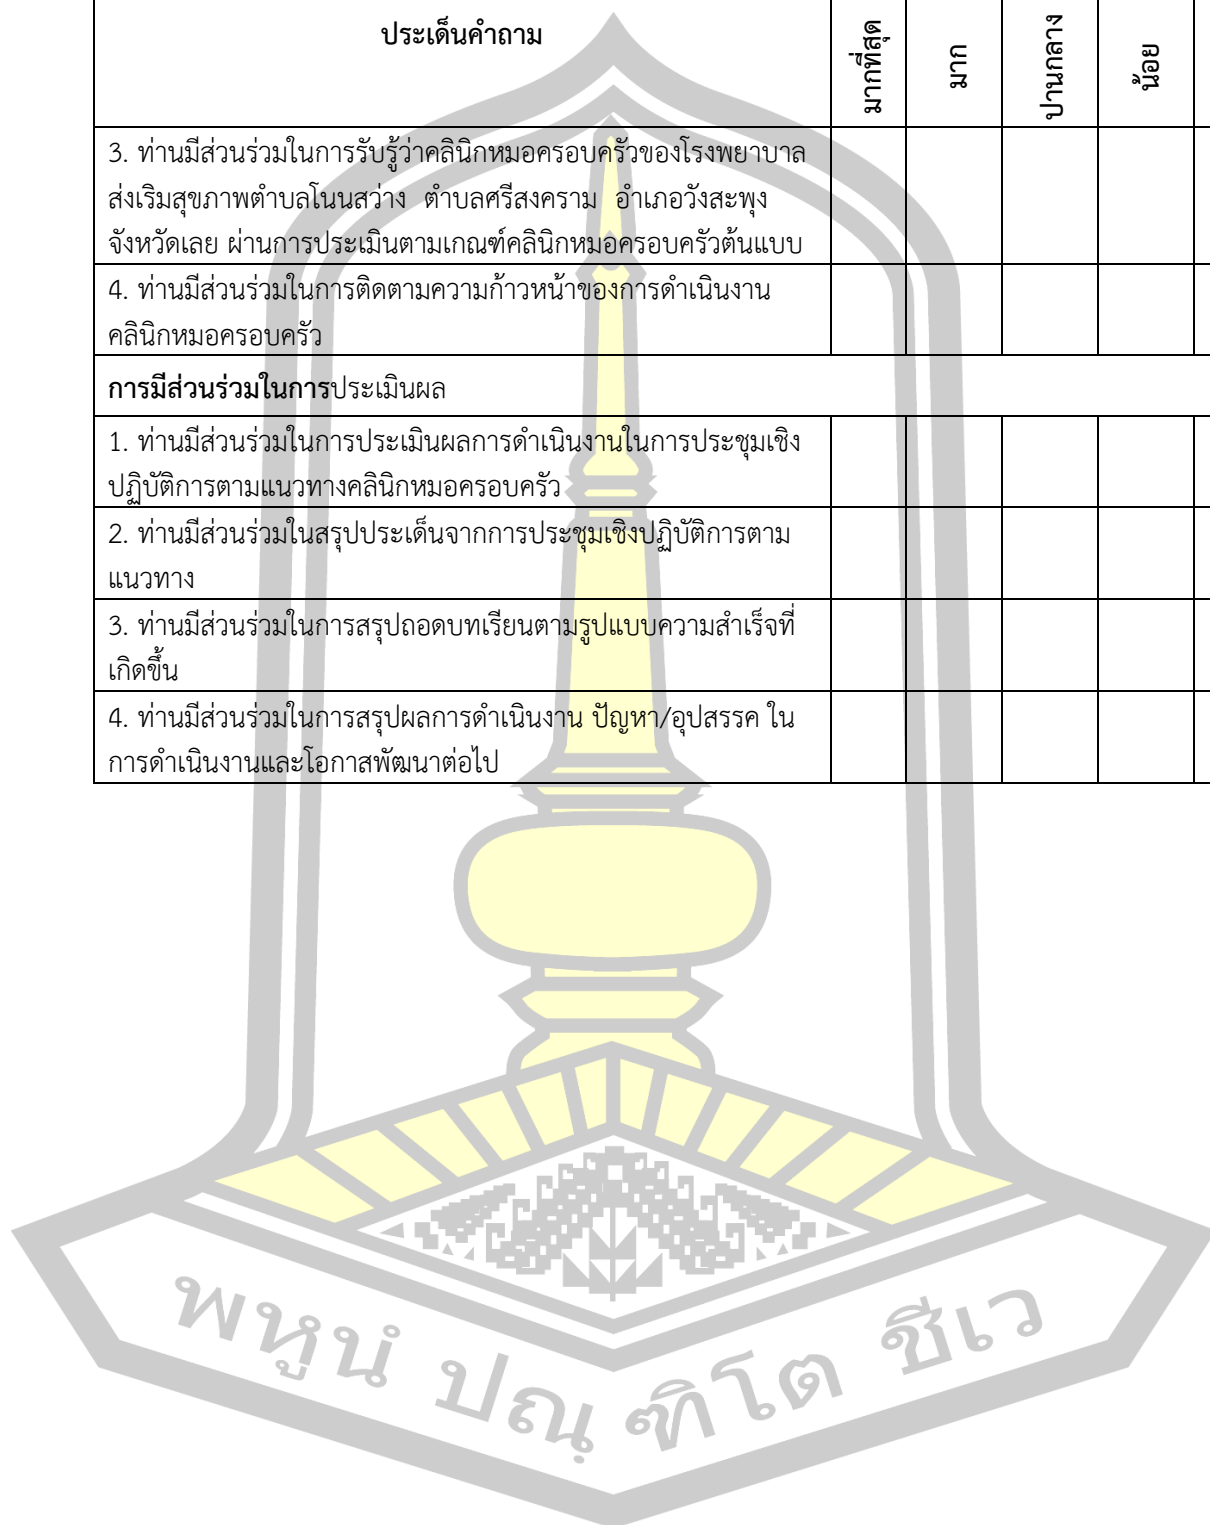 ประเด็นคำถาม
มากที่สุด
มาก
ปานกลาง
น้อย
3. ท่านมีส่วนร่วมในการรับรู้ว่าคลินิกหมอครอบครัวของโรงพยาบาล
ส่งเสริมสุขภาพตำบลโนนสว่าง ตำบลศรีสงคราม อำเภอวังสะพุง
จังหวัดเลย ผ่านการประเมินตามเกณฑ์คลินิกหมอครอบครัวต้นแบบ
4. ท่านมีส่วนร่วมในการติดตามความก้าวหน้าของการดำเนินงาน
คลินิกหมอครอบครัว
การมีส่วนร่วมในการประเมินผล
1. ท่านมีส่วนร่วมในการประเมินผลการดำเนินงานในการประชุมเชิง
ปฏิบัติการตามแนวทางคลินิกหมอครอบครัว
2. ท่านมีส่วนร่วมในสรุปประเด็นจากการประชุมเชิงปฏิบัติการตาม
แนวทาง
3. ท่านมีส่วนร่วมในการสรุปถอดบทเรียนตามรูปแบบความสำเร็จที่
เกิดขึ้น
4. ท่านมีส่วนร่วมในการสรุปผลการดำเนินงาน ปัญหา/อุปสรรค ใน
การดำเนินงานและโอกาสพัฒนาต่อไป
พหูนํ ปณฺฑิโต ชีเว